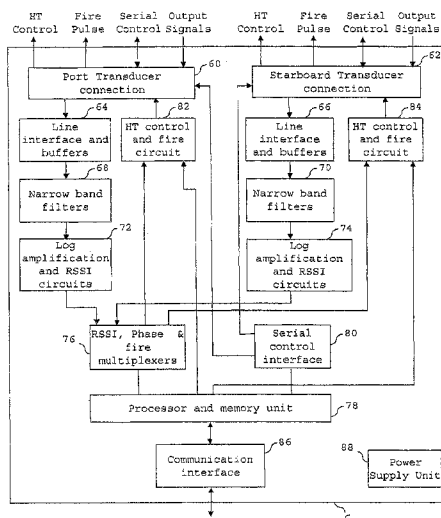 HT Control
Fire Pulse
Serial Control
Output Signals
HT Control
Fire Pulse
Serial Control
Output Signals
60
Port Transducer
connection
62
Starboard Transducer
connection
64
Line
interface and
buffers
82
HT control
and fire
circuit
66
Line
interface
and buffers
84
HT control
and fire
circuit
68
Narrow band
filters
70
Narrow band
filters
72
Log
amplification
and RSSI
circuits
74
Log
amplification
and RSSI
circuits
76
RSSI, Phase &
fire
multiplexers
80
Serial
control
interface
Processor and memory unit
78
86
Communication
interface
88
Power
Supply Unit